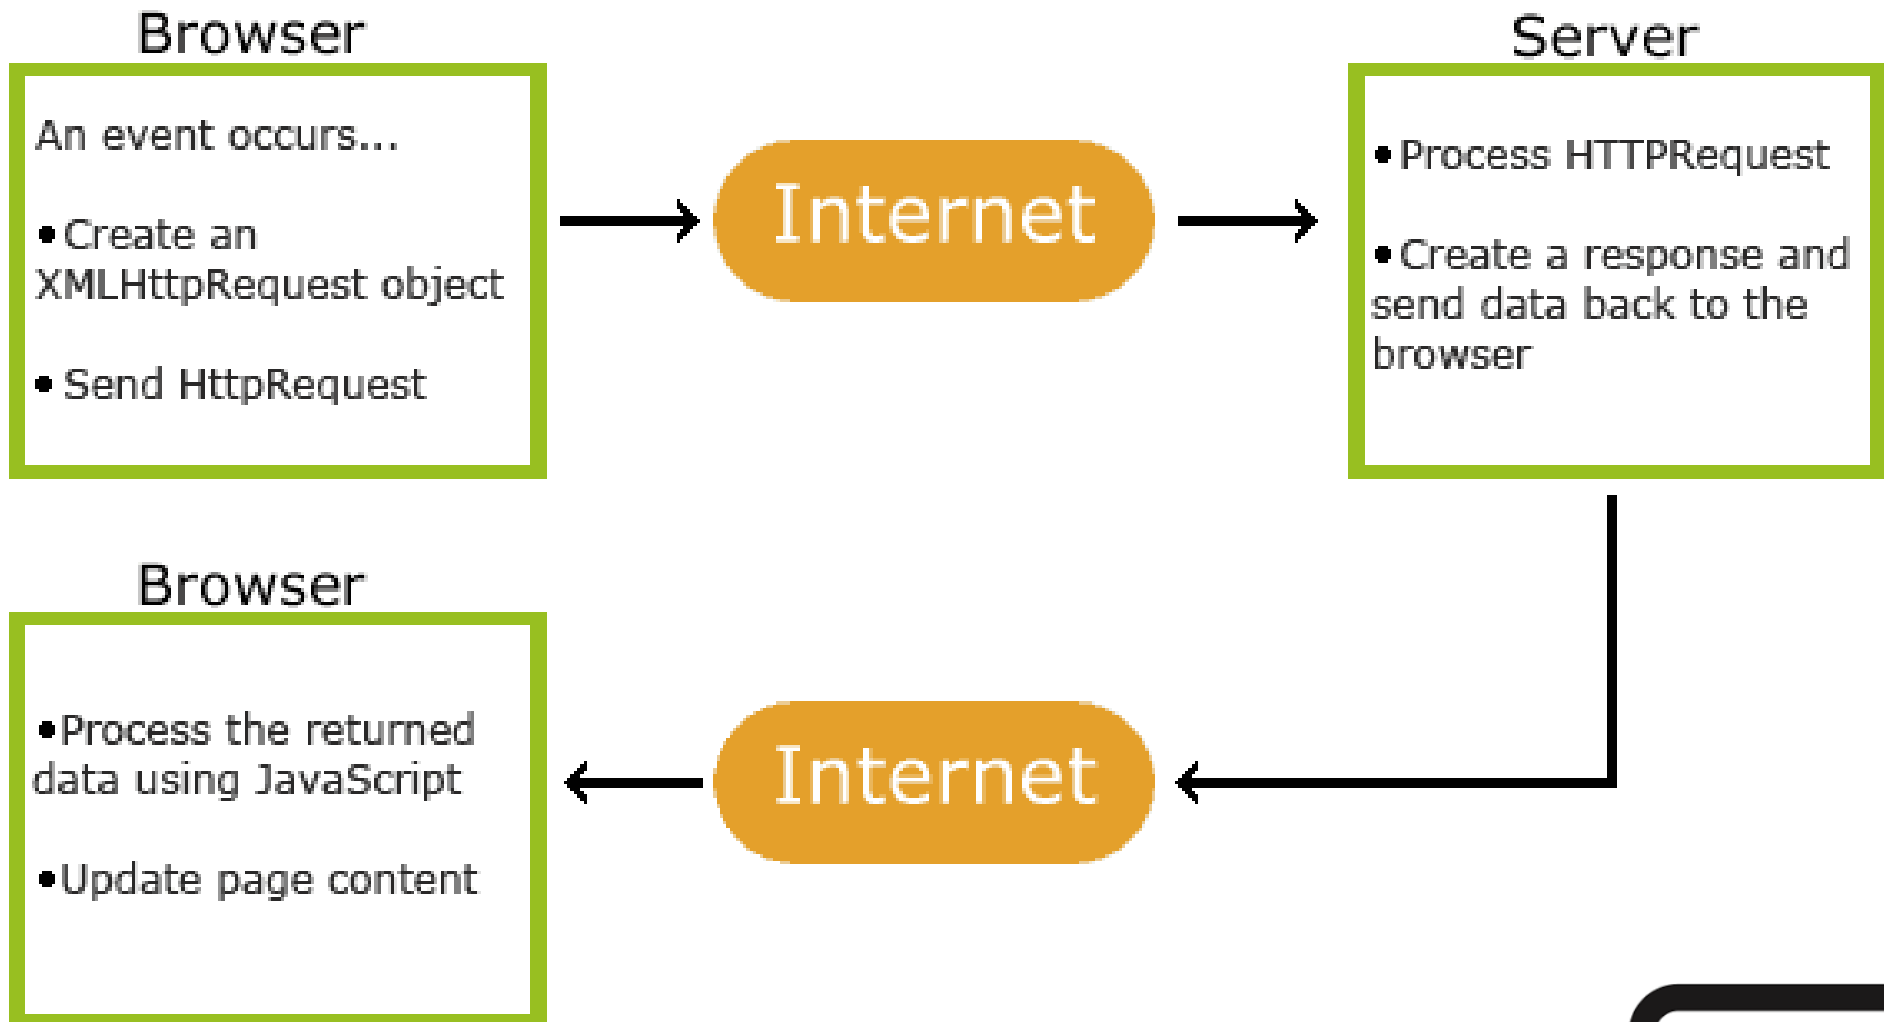 Browser
An event occurs...
•Create an
XMLHttpRequest object
• Send HttpRequest
Internet
Server
•Process HTTPRequest
•Create a response and
send data back to the
browser
Browser
•Process the returned
data using JavaScript
•Update page content
Internet